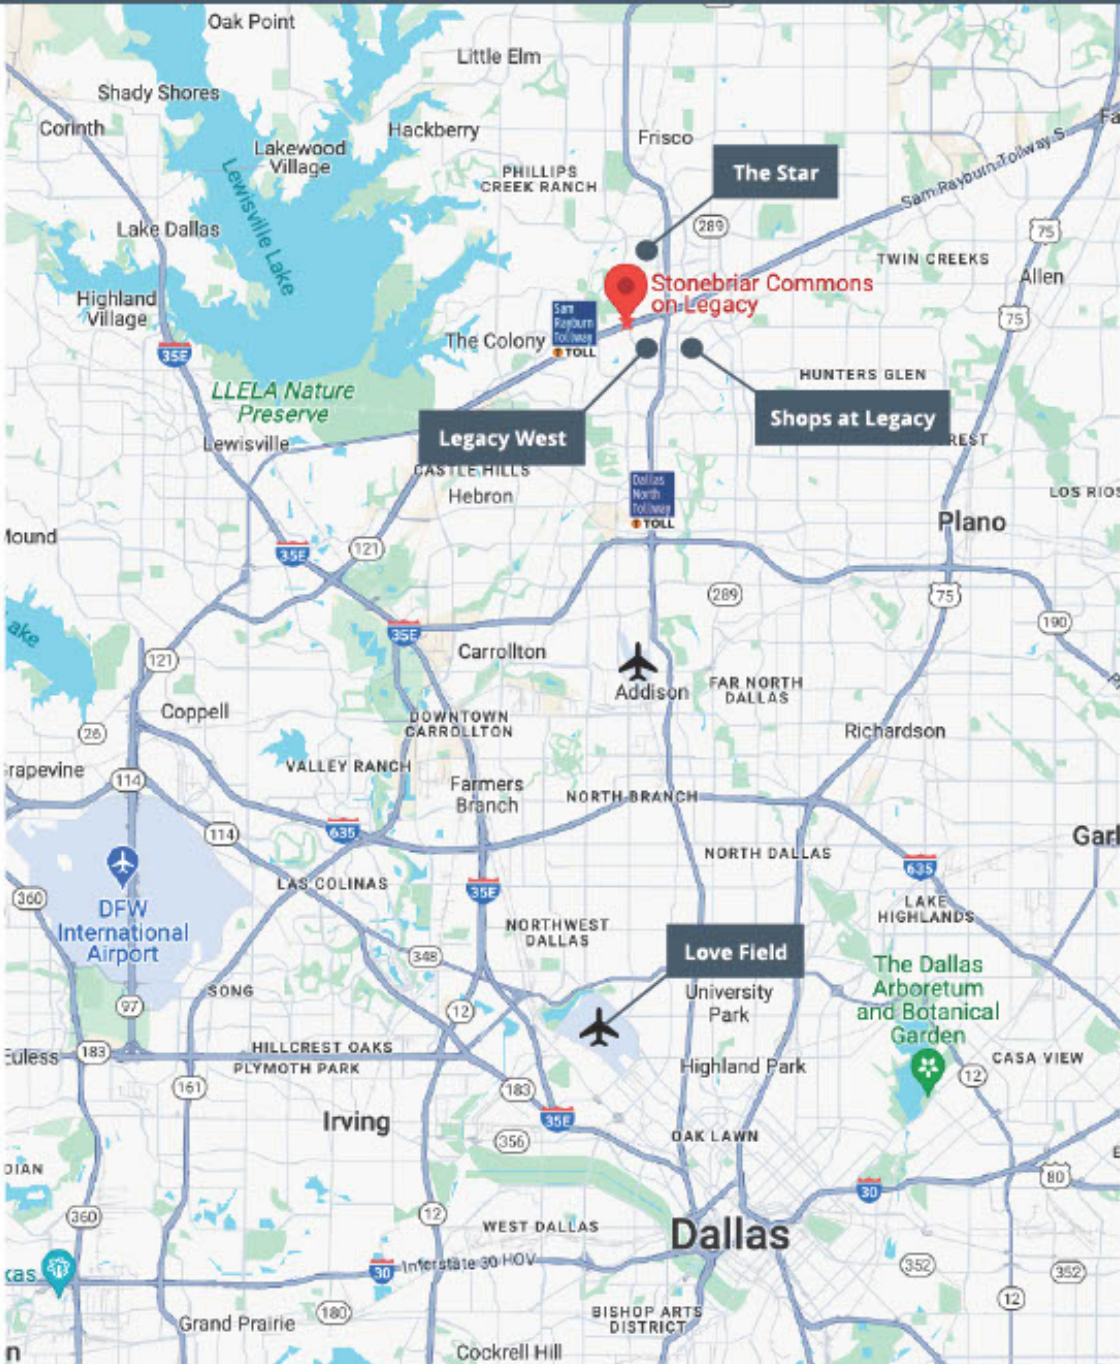 Oak Point
Little Elm
Shady Shores
Corinth
Hackberry
Lakewood
Village
Frisco
Sam Rayburn Tollway S
The Star
PHILLIPS
CREEK RANCH
Lewisville Lake
289
75
Lake Dallas
TWIN CREEKS
Allen
Highland
Village
Stonebriar Commons
on Legacy
Sam
Rayburn
Tollway
TOLL
75
The Colony
35E
HUNTERS GLEN
LLELA Nature
Preserve
Legacy West
Shops at Legacy
REST
Lewisville
CASTLE HILLS
Hebron
Dallas
North
Tollway
TOLL
LOS RIOS
Mound
Plano
35E
121
289
75
190
ake
35E
Carrollton
121
Addison
FAR NORTH
DALLAS
Coppell
DOWNTOWN
CARROLLTON
26
Richardson
rapevine
114
VALLEY RANCH
Farmers
Branch
NORTH BRANCH
114
635
Garl
NORTH DALLAS
635
360
LAS COLINAS
35E
LAKE
HIGHLANDS
DFW
International
Airport
NORTHWEST
DALLAS
348
Love Field
The Dallas
Arboretum
and Botanical
Garden
SONG
97
12
University
Park
183
Euless
HILLCREST OAKS
PLYMOTH PARK
Highland Park
CASA VIEW
161
183
12
Irving
35E
356
OAK LAWN
DIAN
30
80
360
12
WEST DALLAS
Dallas
xas
30
Interstate 30 HOV
352
352
180
12
Grand Prairie
BISHOP ARTS
DISTRICT
n
Cockrell Hill